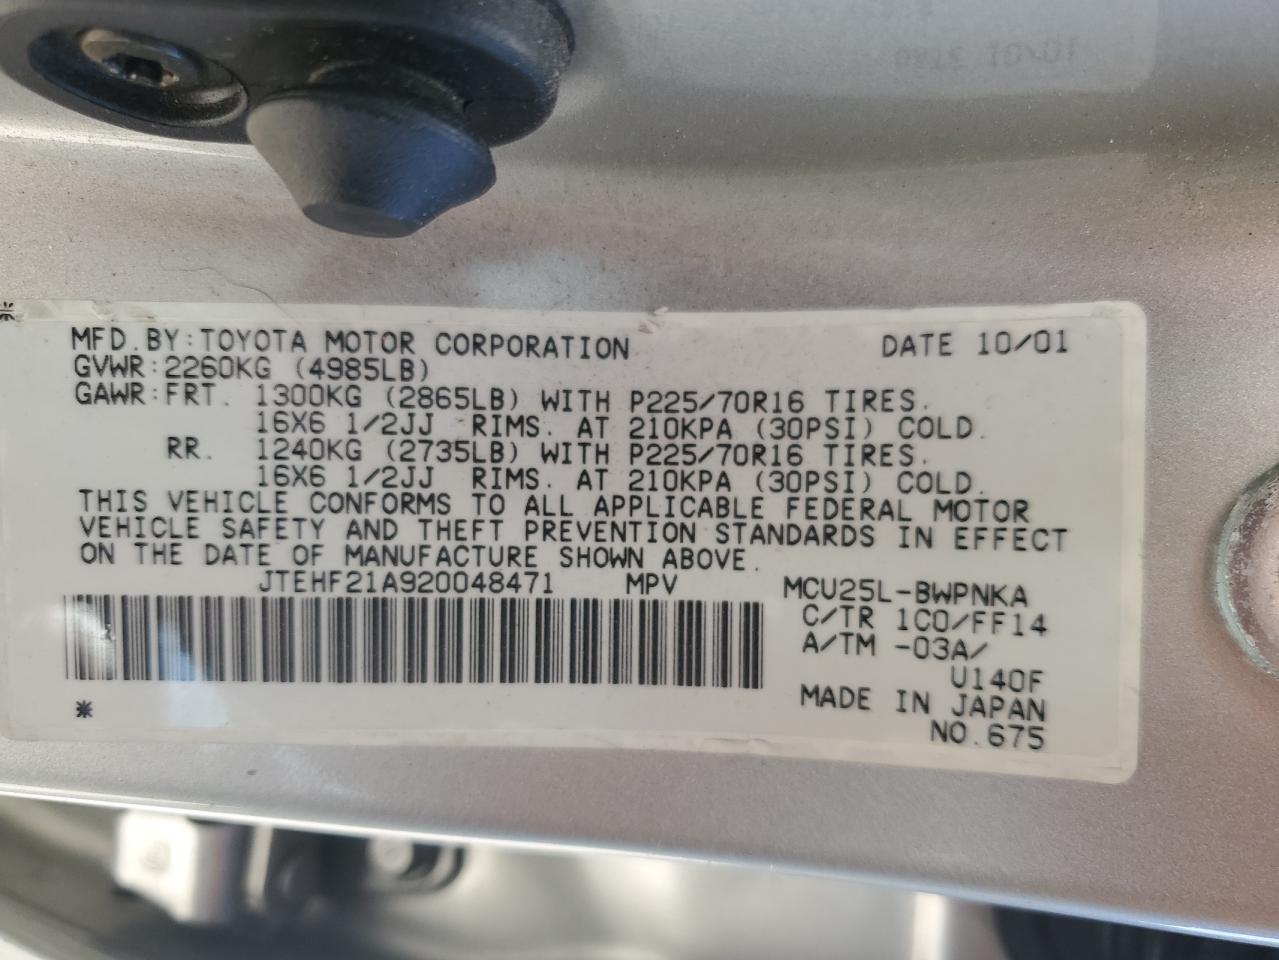 MFD.BY:TOYOTA MOTOR CORPORATION DATE 10/01
GVWR:2260KG (4985LB)
GAWR:FRT. 1300KG (2865LB) WITH P225/70R16 TIRES.
16X6 1/2JJ RIMS. AT 210KPA (30PSI) COLD.
RR. 1240KG (2735LB) WITH P225/70R16 TIRES.
16X6 1/2JJ RIMS. AT 210KPA (30PSI) COLD.
THIS VEHICLE CONFORMS TO ALL APPLICABLE FEDERAL MOTOR
VEHICLE SAFETY AND THEFT PREVENTION STANDARDS IN EFFECT
ON THE DATE OF MANUFACTURE SHOWN ABOVE.
JTEHF21A920048471 MPV MCU25L-BWPNKA
C/TR 1C0/FF14
A/TM -03A/
U140F
MADE IN JAPAN
* NO.675